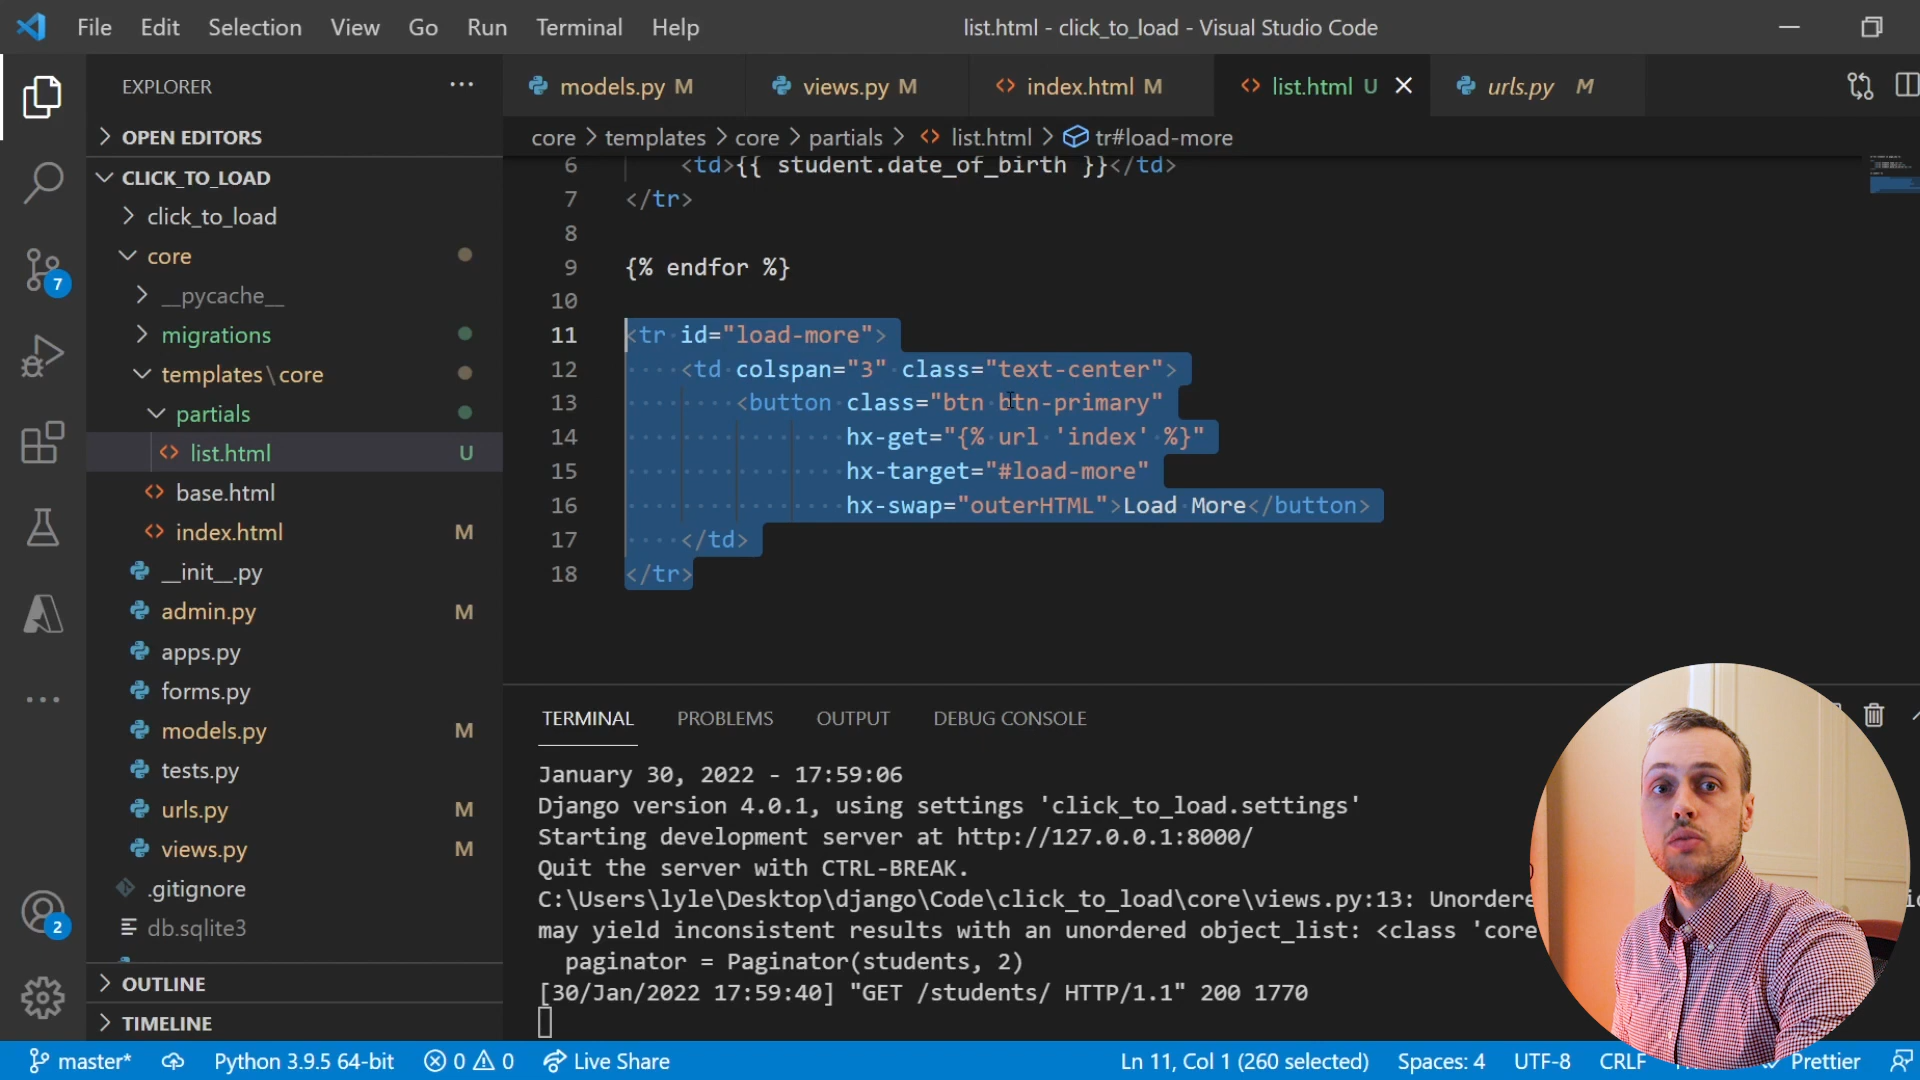 File Edit Selection View Go Run Terminal Help
list.html - click_to_load - Visual Studio Code
EXPLORER
models.py M
views.py M
index.html M
list.html U
urls.py M
core > templates > core > partials > list.html > tr#load-more
OPEN EDITORS
CLICK_TO_LOAD
click_to_load
core
__pycache__
migrations
templates\core
partials
list.html U
base.html
index.html M
__init__.py
admin.py M
apps.py
forms.py
models.py M
tests.py
urls.py M
views.py M
.gitignore
db.sqlite3
OUTLINE
TIMELINE
7
2
6 <td>{{ student.date_of_birth }}</td>
7 </tr>
8
9 {% endfor %}
10
11 <tr id="load-more">
12 <td colspan="3" class="text-center">
13 <button class="btn btn-primary"
14 hx-get="{% url 'index' %}"
15 hx-target="#load-more"
16 hx-swap="outerHTML">Load More</button>
17 </td>
18 </tr>
TERMINAL PROBLEMS OUTPUT DEBUG CONSOLE
January 30, 2022 - 17:59:06
Django version 4.0.1, using settings 'click_to_load.settings'
Starting development server at http://127.0.0.1:8000/
Quit the server with CTRL-BREAK.
C:\Users\lyle\Desktop\django\Code\click_to_load\core\views.py:13:
may yield inconsistent results with an unordered object_list: <class 'core
paginator = Paginator(students, 2)
[30/Jan/2022 17:59:40] "GET /students/ HTTP/1.1" 200 1770
master* Python 3.9.5 64-bit 0 0 Live Share
Ln 11, Col 1 (260 selected) Spaces: 4 UTF-8 CRLF Prettier